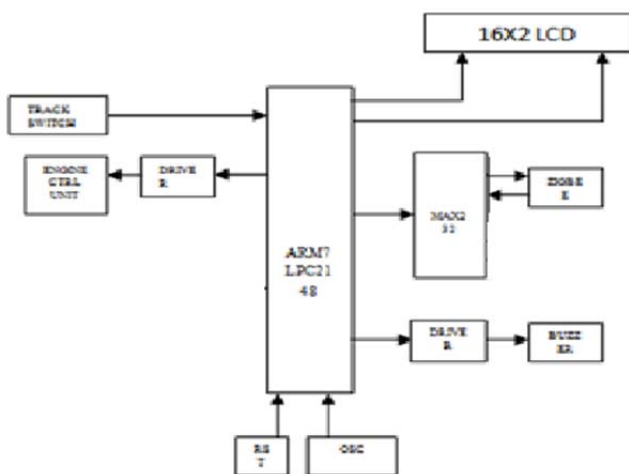 16X2 LCD
TRACK
SWITCH
ENGINE
CTRL
UNIT
DRIVE
R
ARM7
LPC21
48
MAX2
32
ZIGBE
E
DRIVE
R
BUZZ
ER
RS
T
OSC